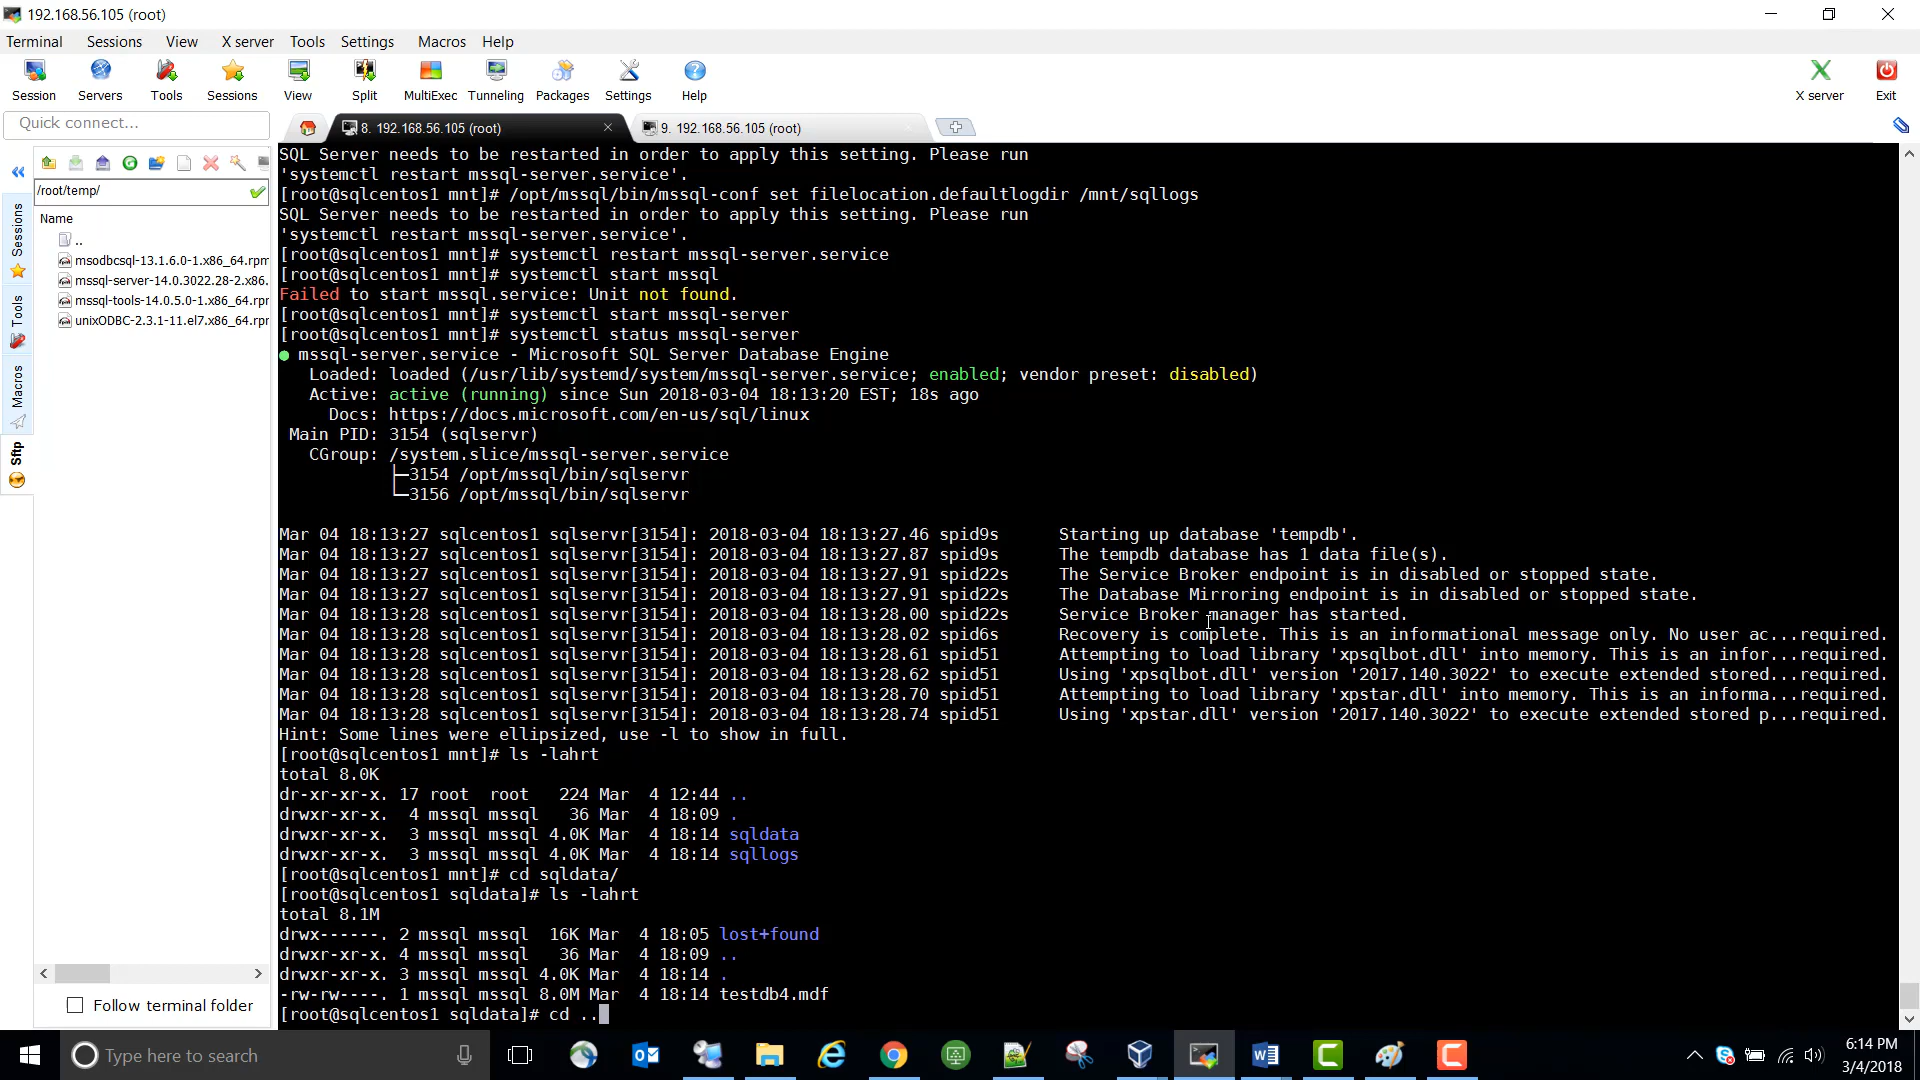 192.168.56.105 (root)
Terminal Sessions View X server Tools Settings Macros Help
Session Servers Tools Sessions View Split MultiExec Tunneling Packages Settings Help X server Exit
Quick connect...
8. 192.168.56.105 (root)
9. 192.168.56.105 (root)
/root/temp/
Name
..
msodbcsql-13.1.6.0-1.x86_64.rpm
mssql-server-14.0.3022.28-2.x86.
mssql-tools-14.0.5.0-1.x86_64.rpr
unixODBC-2.3.1-11.el7.x86_64.rpr
Sessions
Tools
Macros
Sftp
Follow terminal folder
SQL Server needs to be restarted in order to apply this setting. Please run
'systemctl restart mssql-server.service'.
[root@sqlcentos1 mnt]# /opt/mssql/bin/mssql-conf set filelocation.defaultlogdir /mnt/sqllogs
SQL Server needs to be restarted in order to apply this setting. Please run
'systemctl restart mssql-server.service'.
[root@sqlcentos1 mnt]# systemctl restart mssql-server.service
[root@sqlcentos1 mnt]# systemctl start mssql
Failed to start mssql.service: Unit not found.
[root@sqlcentos1 mnt]# systemctl start mssql-server
[root@sqlcentos1 mnt]# systemctl status mssql-server
● mssql-server.service - Microsoft SQL Server Database Engine
Loaded: loaded (/usr/lib/systemd/system/mssql-server.service; enabled; vendor preset: disabled)
Active: active (running) since Sun 2018-03-04 18:13:20 EST; 18s ago
Docs: https://docs.microsoft.com/en-us/sql/linux
Main PID: 3154 (sqlservr)
CGroup: /system.slice/mssql-server.service
├─3154 /opt/mssql/bin/sqlservr
└─3156 /opt/mssql/bin/sqlservr
Mar 04 18:13:27 sqlcentos1 sqlservr[3154]: 2018-03-04 18:13:27.46 spid9s Starting up database 'tempdb'.
Mar 04 18:13:27 sqlcentos1 sqlservr[3154]: 2018-03-04 18:13:27.87 spid9s The tempdb database has 1 data file(s).
Mar 04 18:13:27 sqlcentos1 sqlservr[3154]: 2018-03-04 18:13:27.91 spid22s The Service Broker endpoint is in disabled or stopped state.
Mar 04 18:13:27 sqlcentos1 sqlservr[3154]: 2018-03-04 18:13:27.91 spid22s The Database Mirroring endpoint is in disabled or stopped state.
Mar 04 18:13:28 sqlcentos1 sqlservr[3154]: 2018-03-04 18:13:28.00 spid22s Service Broker manager has started.
Mar 04 18:13:28 sqlcentos1 sqlservr[3154]: 2018-03-04 18:13:28.02 spid6s Recovery is complete. This is an informational message only. No user ac...required.
Mar 04 18:13:28 sqlcentos1 sqlservr[3154]: 2018-03-04 18:13:28.61 spid51 Attempting to load library 'xpsqlbot.dll' into memory. This is an infor...required.
Mar 04 18:13:28 sqlcentos1 sqlservr[3154]: 2018-03-04 18:13:28.62 spid51 Using 'xpsqlbot.dll' version '2017.140.3022' to execute extended stored...required.
Mar 04 18:13:28 sqlcentos1 sqlservr[3154]: 2018-03-04 18:13:28.70 spid51 Attempting to load library 'xpstar.dll' into memory. This is an informa...required.
Mar 04 18:13:28 sqlcentos1 sqlservr[3154]: 2018-03-04 18:13:28.74 spid51 Using 'xpstar.dll' version '2017.140.3022' to execute extended stored p...required.
Hint: Some lines were ellipsized, use -l to show in full.
[root@sqlcentos1 mnt]# ls -lahrt
total 8.0K
dr-xr-xr-x. 17 root root 224 Mar 4 12:44 ..
drwxr-xr-x. 4 mssql mssql 36 Mar 4 18:09 .
drwxr-xr-x. 3 mssql mssql 4.0K Mar 4 18:14 sqldata
drwxr-xr-x. 3 mssql mssql 4.0K Mar 4 18:14 sqllogs
[root@sqlcentos1 mnt]# cd sqldata/
[root@sqlcentos1 sqldata]# ls -lahrt
total 8.1M
drwx------. 2 mssql mssql 16K Mar 4 18:05 lost+found
drwxr-xr-x. 4 mssql mssql 36 Mar 4 18:09 ..
drwxr-xr-x. 3 mssql mssql 4.0K Mar 4 18:14 .
-rw-rw----. 1 mssql mssql 8.0M Mar 4 18:14 testdb4.mdf
[root@sqlcentos1 sqldata]# cd ..
Type here to search
6:14 PM
3/4/2018